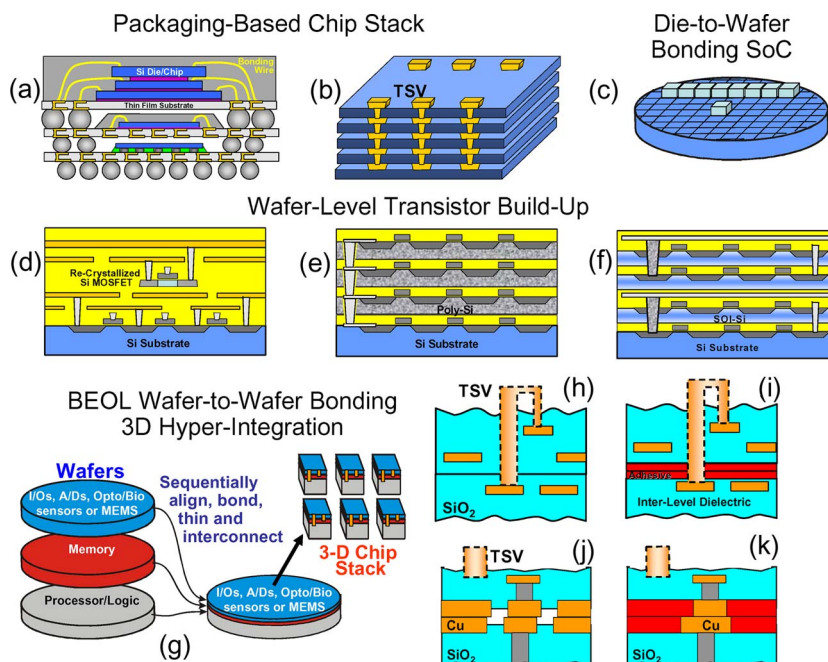 Packaging-Based Chip Stack
Die-to-Wafer
Bonding SoC
(a)
Bonding
Wire
Si Die/Chip
Thin Film Substrate
(b)
TSV
(c)
Wafer-Level Transistor Build-Up
(d)
Re-Crystallized
Si MOSFET
Si Substrate
(e)
Poly-Si
Si Substrate
(f)
SOI-Si
Si Substrate
BEOL Wafer-to-Wafer Bonding
3D Hyper-Integration
Wafers
I/Os, A/Ds, Opto/Bio
sensors or MEMS
Memory
Processor/Logic
Sequentially
align, bond,
thin and
interconnect
3-D Chip
Stack
I/Os, A/Ds, Opto/Bio
sensors or MEMS
(g)
(h)
TSV
SiO2
(i)
Adhesive
Inter-Level Dielectric
(j)
TSV
Cu
SiO2
(k)
Cu